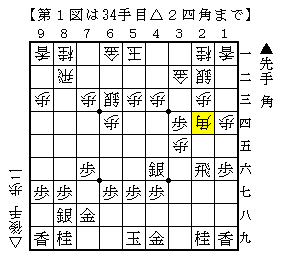 【第１図は34手目△２四角まで】
９ ８ ７ ６ ５ ４ ３ ２ １
香 桂 金 玉 桂 香 一
飛 金 銀 二
歩 歩 銀 歩 歩 歩 三
歩 歩 角 歩 四
歩 五
歩 銀 飛 歩 六
歩 歩 歩 歩 歩 七
銀 金 八
香 桂 玉 金 桂 香 九
▲先手 角
△後手 歩二